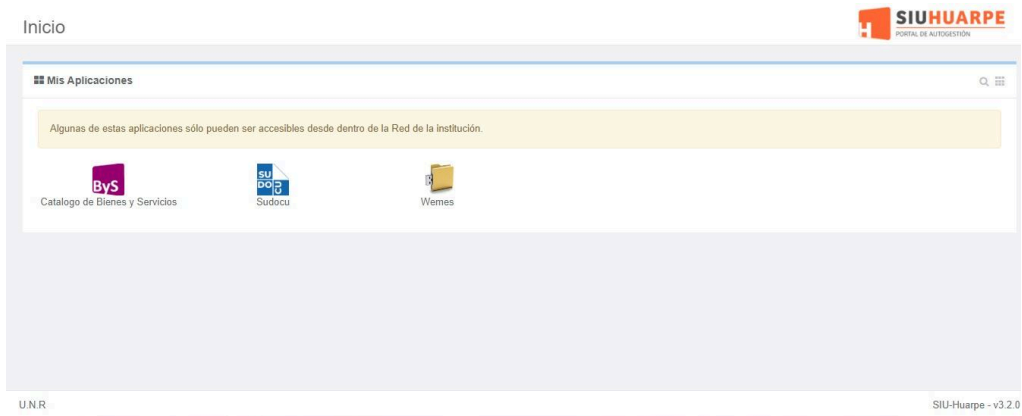 Inicio
SIUHUARPE
PORTAL DE AUTOGESTIÓN
Mis Aplicaciones
Algunas de estas aplicaciones sólo pueden ser accesibles desde dentro de la Red de la institución.
ByS
SU
DO
CU
Catalogo de Bienes y Servicios
Sudocu
Wemes
U.N.R
SIU-Huarpe - v3.2.0